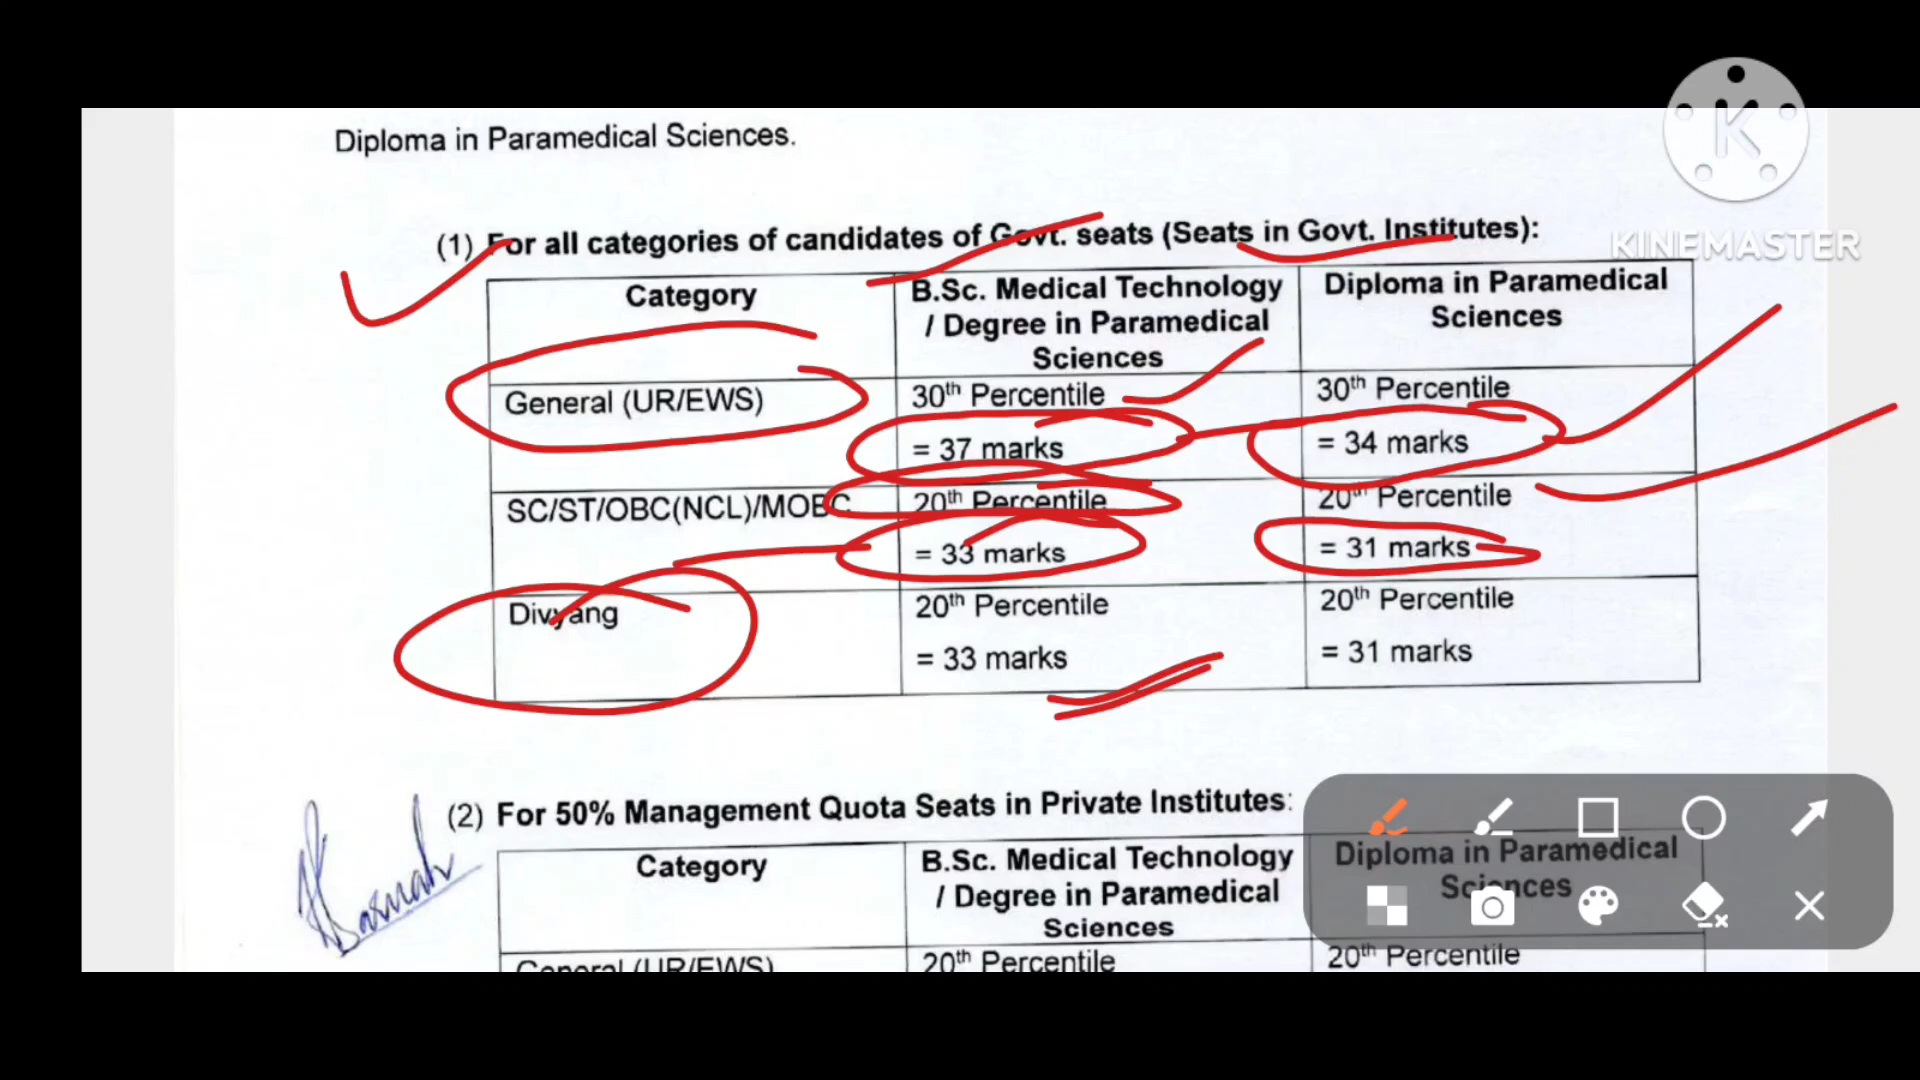 Diploma in Paramedical Sciences.
KINEMASTER
(1) For all categories of candidates of Govt. seats (Seats in Govt. Institutes):
Category
B.Sc. Medical Technology
/ Degree in Paramedical
Sciences
Diploma in Paramedical
Sciences
General (UR/EWS)
30th Percentile
= 37 marks
30th Percentile
= 34 marks
SC/ST/OBC(NCL)/MOBC
20th Percentile
= 33 marks
20th Percentile
= 31 marks
Divyang
20th Percentile
= 33 marks
20th Percentile
= 31 marks
(2) For 50% Management Quota Seats in Private Institutes:
Category
B.Sc. Medical Technology
/ Degree in Paramedical
Sciences
Diploma in Paramedical
Sciences
General (UR/EWS)
20th Percentile
20th Percentile